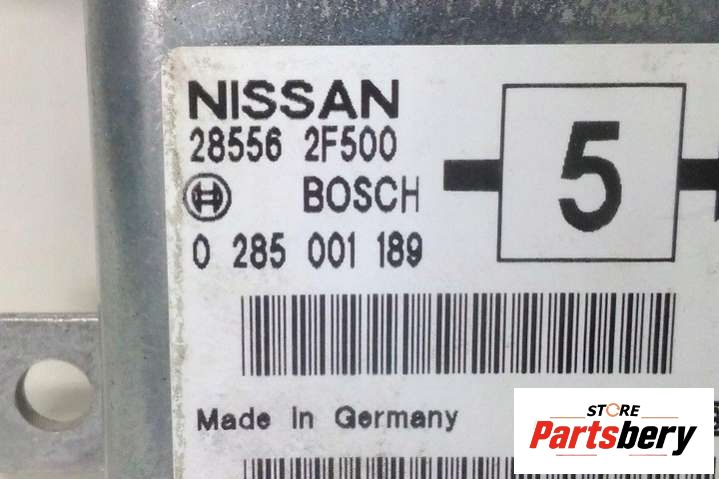 NISSAN
28556 2F500
BOSCH
0 285 001 189
5
Made in Germany
STORE
Partsbery